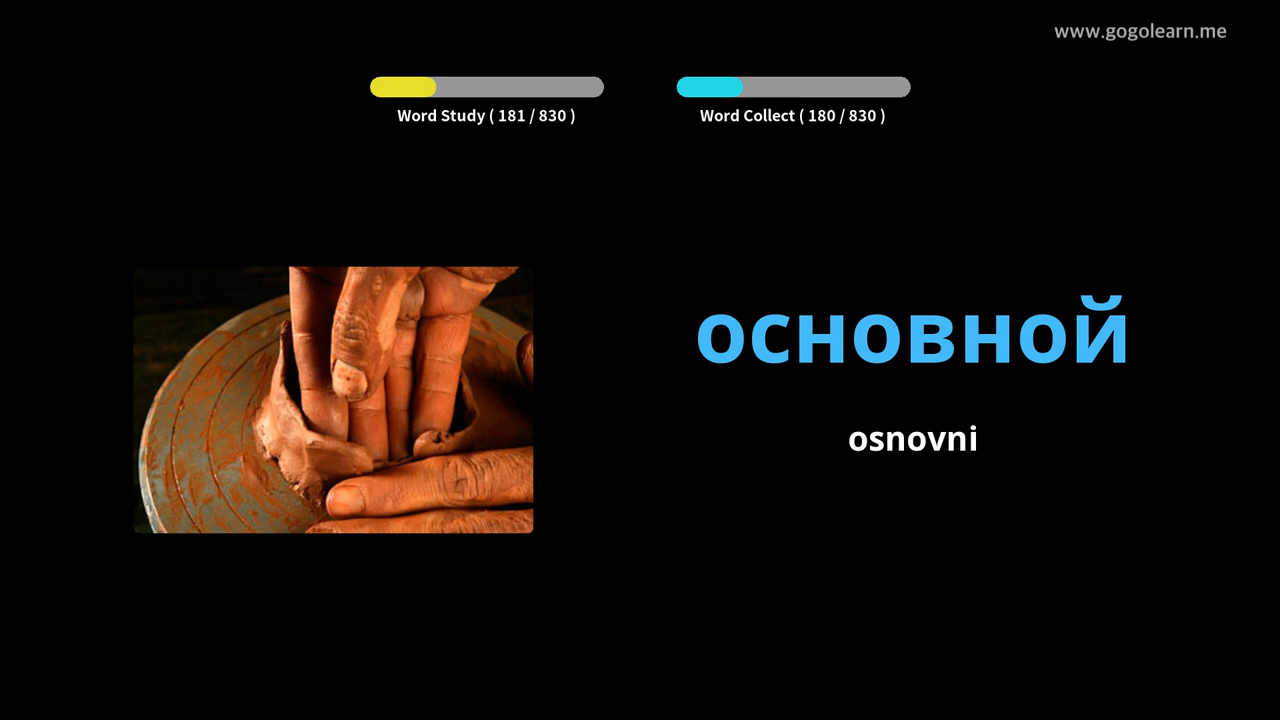 www.gogolearn.me
Word Study ( 181 / 830 )
Word Collect ( 180 / 830 )
основной
osnovni